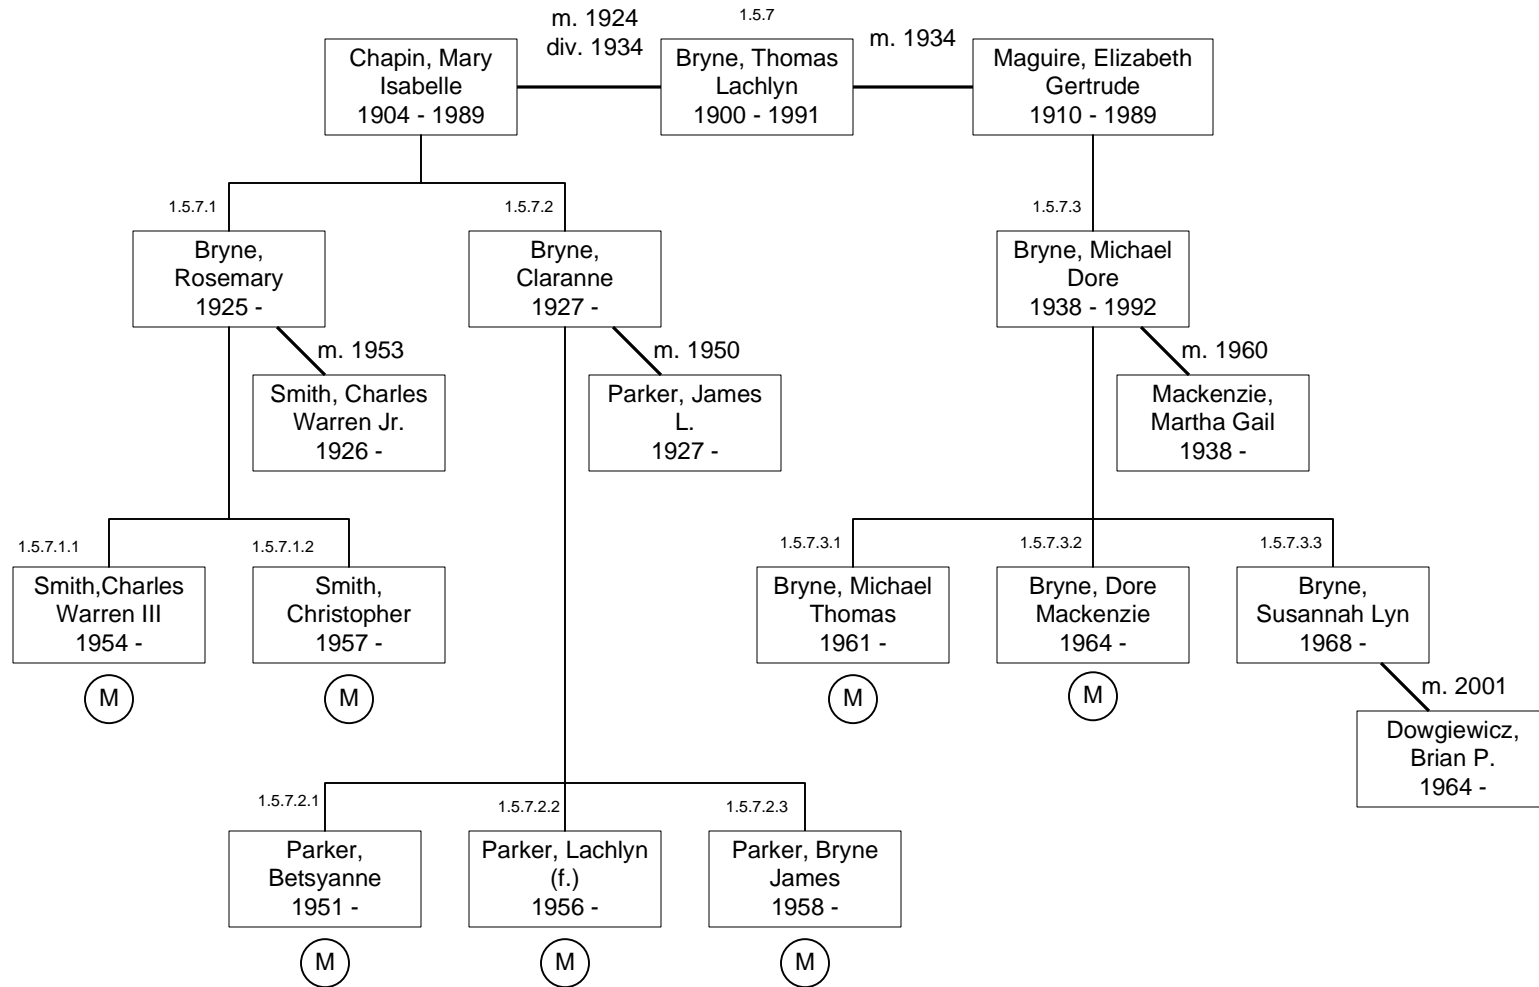 m. 1924
div. 1934
1.5.7
m. 1934
Chapin, Mary
Isabelle
1904 - 1989
Bryne, Thomas
Lachlyn
1900 - 1991
Maguire, Elizabeth
Gertrude
1910 - 1989
1.5.7.1
Bryne,
Rosemary
1925 -
1.5.7.2
Bryne,
Claranne
1927 -
1.5.7.3
Bryne, Michael
Dore
1938 - 1992
m. 1953
Smith, Charles
Warren Jr.
1926 -
m. 1950
Parker, James
L.
1927 -
m. 1960
Mackenzie,
Martha Gail
1938 -
1.5.7.1.1
Smith,Charles
Warren III
1954 -
M
1.5.7.1.2
Smith,
Christopher
1957 -
M
1.5.7.3.1
Bryne, Michael
Thomas
1961 -
M
1.5.7.3.2
Bryne, Dore
Mackenzie
1964 -
M
1.5.7.3.3
Bryne,
Susannah Lyn
1968 -
m. 2001
Dowgiewicz,
Brian P.
1964 -
1.5.7.2.1
Parker,
Betsyanne
1951 -
M
1.5.7.2.2
Parker, Lachlyn
(f.)
1956 -
M
1.5.7.2.3
Parker, Bryne
James
1958 -
M